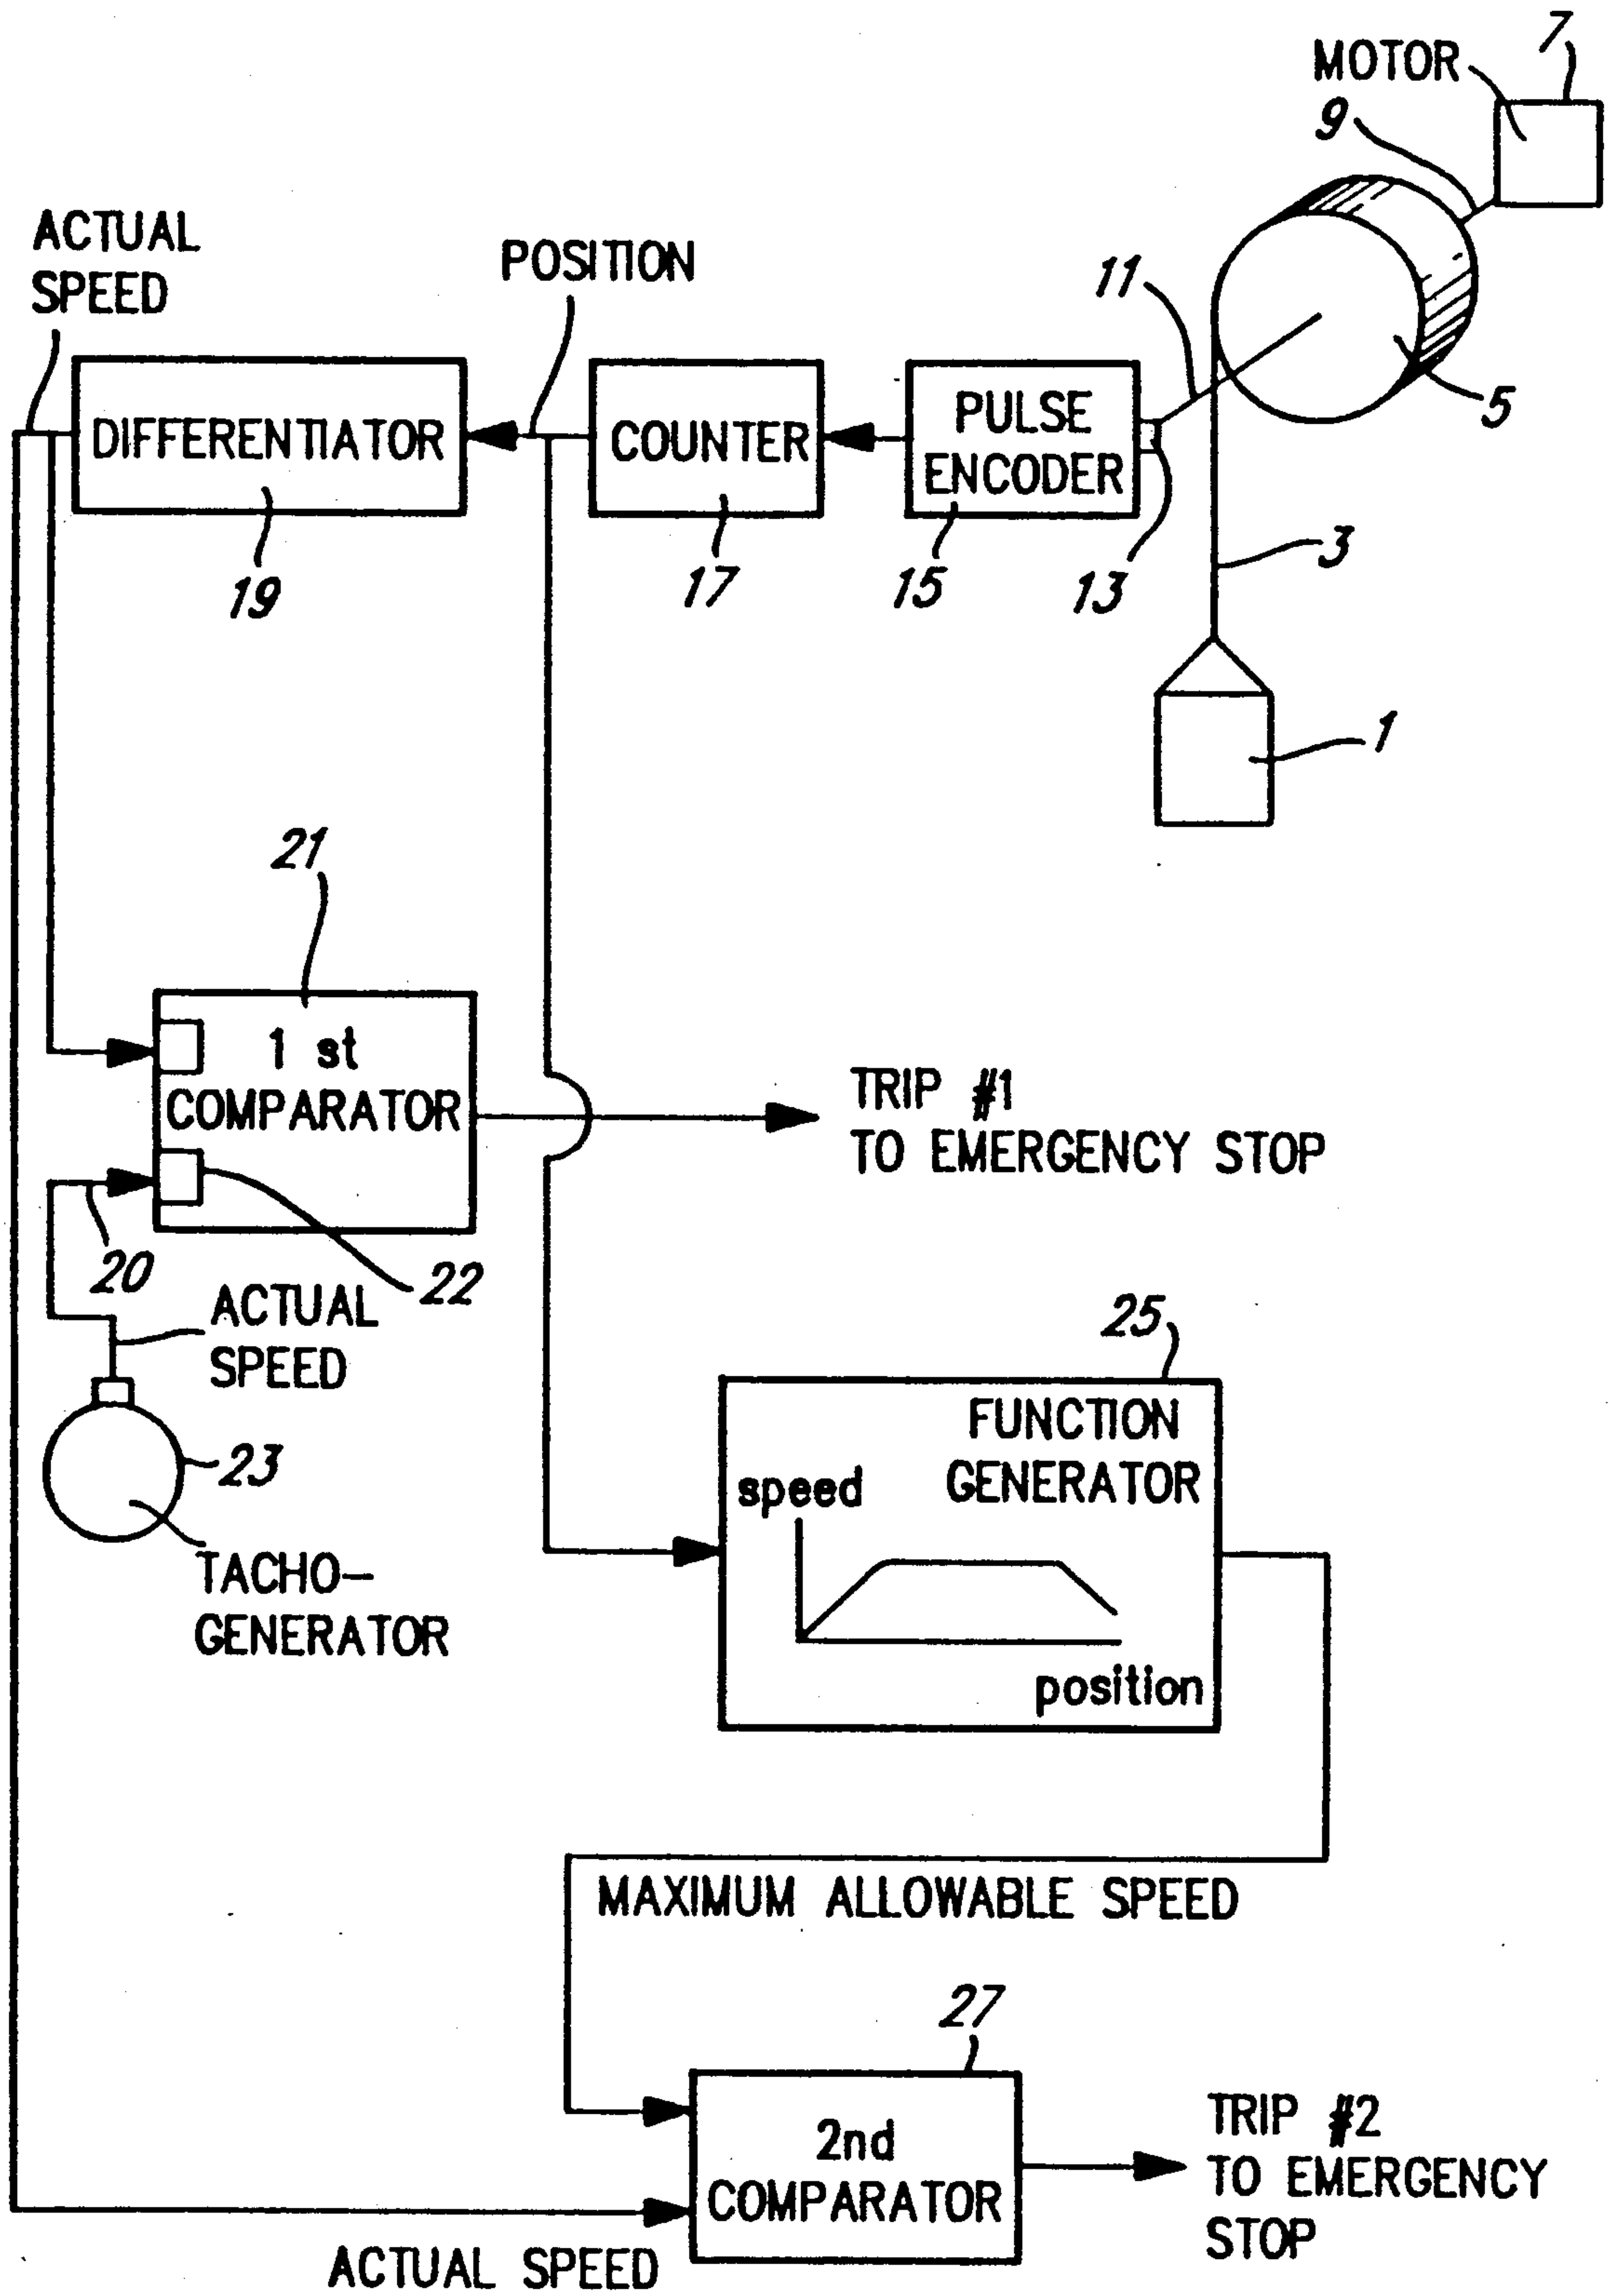 7
MOTOR
9
ACTUAL
SPEED
POSITION
11
DIFFERENTIATOR
COUNTER
PULSE
ENCODER
5
19
17
15
13
3
1
21
1 st
COMPARATOR
TRIP #1
TO EMERGENCY STOP
20
22
ACTUAL
SPEED
23
TACHO-
GENERATOR
25
FUNCTION
GENERATOR
speed
position
MAXIMUM ALLOWABLE SPEED
27
2nd
COMPARATOR
TRIP #2
TO EMERGENCY
STOP
ACTUAL SPEED